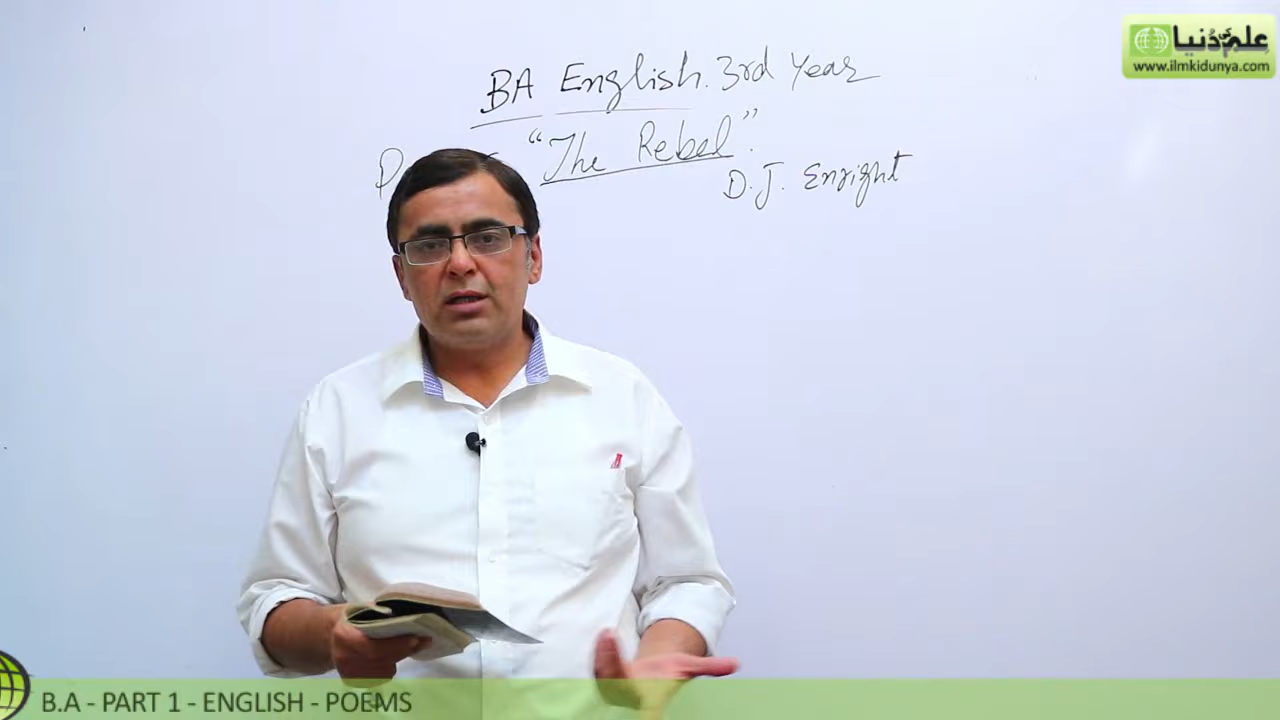 علم کی دنیا
www.ilmkidunya.com
BA English. 3rd Year
"The Rebel".
D. J. Enright
B.A - PART 1 - ENGLISH - POEMS